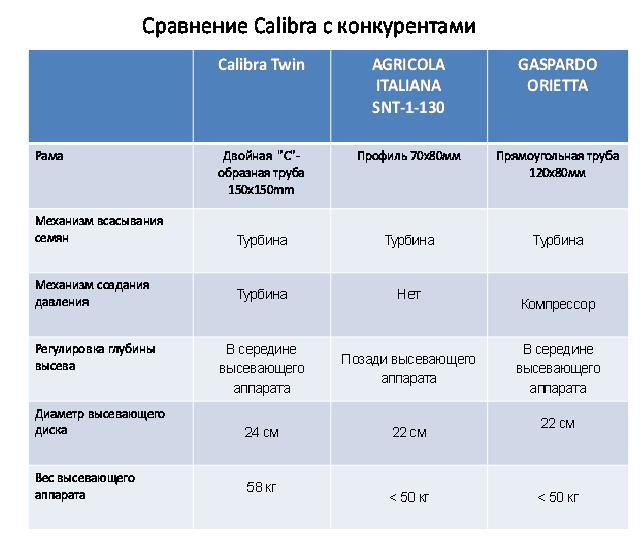 Сравнение Calibra с конкурентами
Calibra Twin
AGRICOLA
ITALIANA
SNT-1-130
GASPARDO
ORIETTA
Рама
Двойная "C"-
образная труба
150x150mm
Профиль 70х80мм
Прямоугольная труба
120х80мм
Механизм всасывания
семян
Турбина
Турбина
Турбина
Механизм создания
давления
Турбина
Нет
Компрессор
Регулировка глубины
высева
В середине
высевающего
аппарата
Позади высевающего
аппарата
В середине
высевающего
аппарата
Диаметр высевающего
диска
24 см
22 см
22 см
Вес высевающего
аппарата
58 кг
< 50 кг
< 50 кг